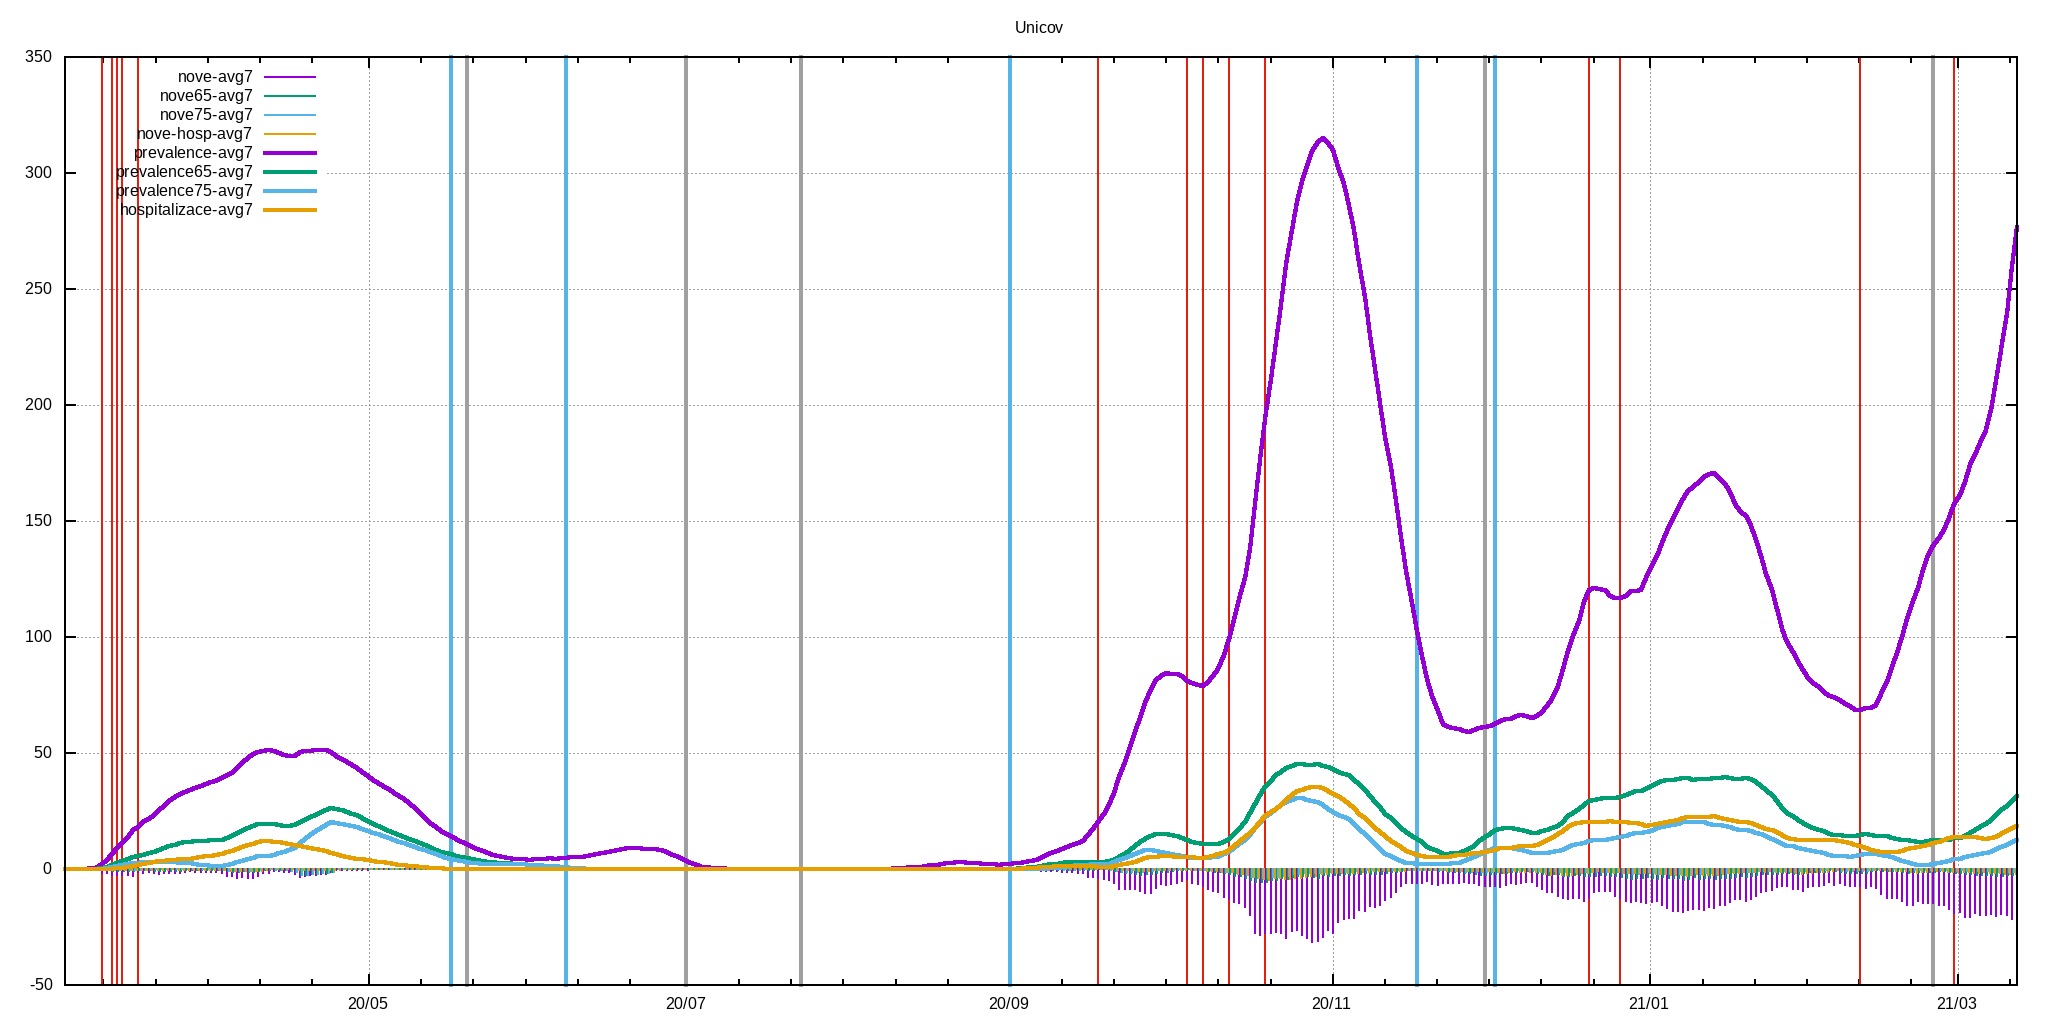 Unicov
350
300
250
200
150
100
50
0
-50
nove-avg7
nove65-avg7
nove75-avg7
nove-hosp-avg7
prevalence-avg7
prevalence65-avg7
prevalence75-avg7
hospitalizace-avg7
20/05
20/07
20/09
20/11
21/01
21/03